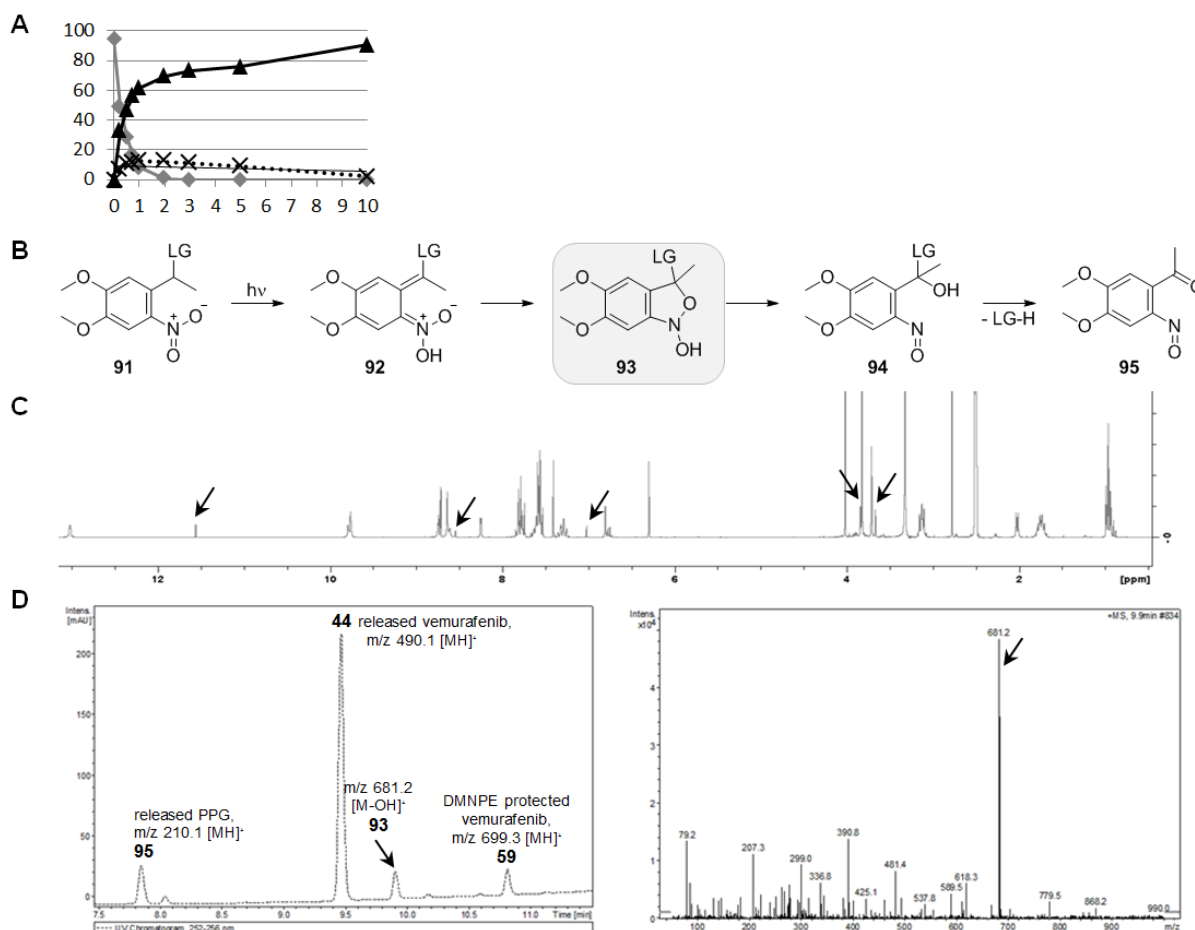 A
100
80
60
40
20
0
0 1 2 3 4 5 6 7 8 9 10
B
LG
O
O
N+
O−
O
91
hν
LG
O
O
N+
O−
OH
92
LG
O
O
O
N
OH
93
LG
O
O
OH
N
O
94
- LG-H
O
O
O
N
O
95
C
0
12 10 8 6 4 2 [ppm]
D
Intens.
[mAU]
200
150
100
50
0
44 released vemurafenib,
m/z 490.1 [MH]+
m/z 681.2
[M-OH]+
93
released PPG,
m/z 210.1 [MH]+
95
DMNPE protected
vemurafenib,
m/z 699.3 [MH]+
59
7.5 8.0 8.5 9.0 9.5 10.0 10.5 11.0 Time [min]
UV Chromatogram, 252-256 nm
Intens.
x10⁴
+MS, 9.9min #834
4
3
2
1
0
681.2
79.2
207.3
299.0
336.8
390.8
425.1
481.4
537.8
589.5
618.3
779.5
868.2
990.0
100 200 300 400 500 600 700 800 900 m/z